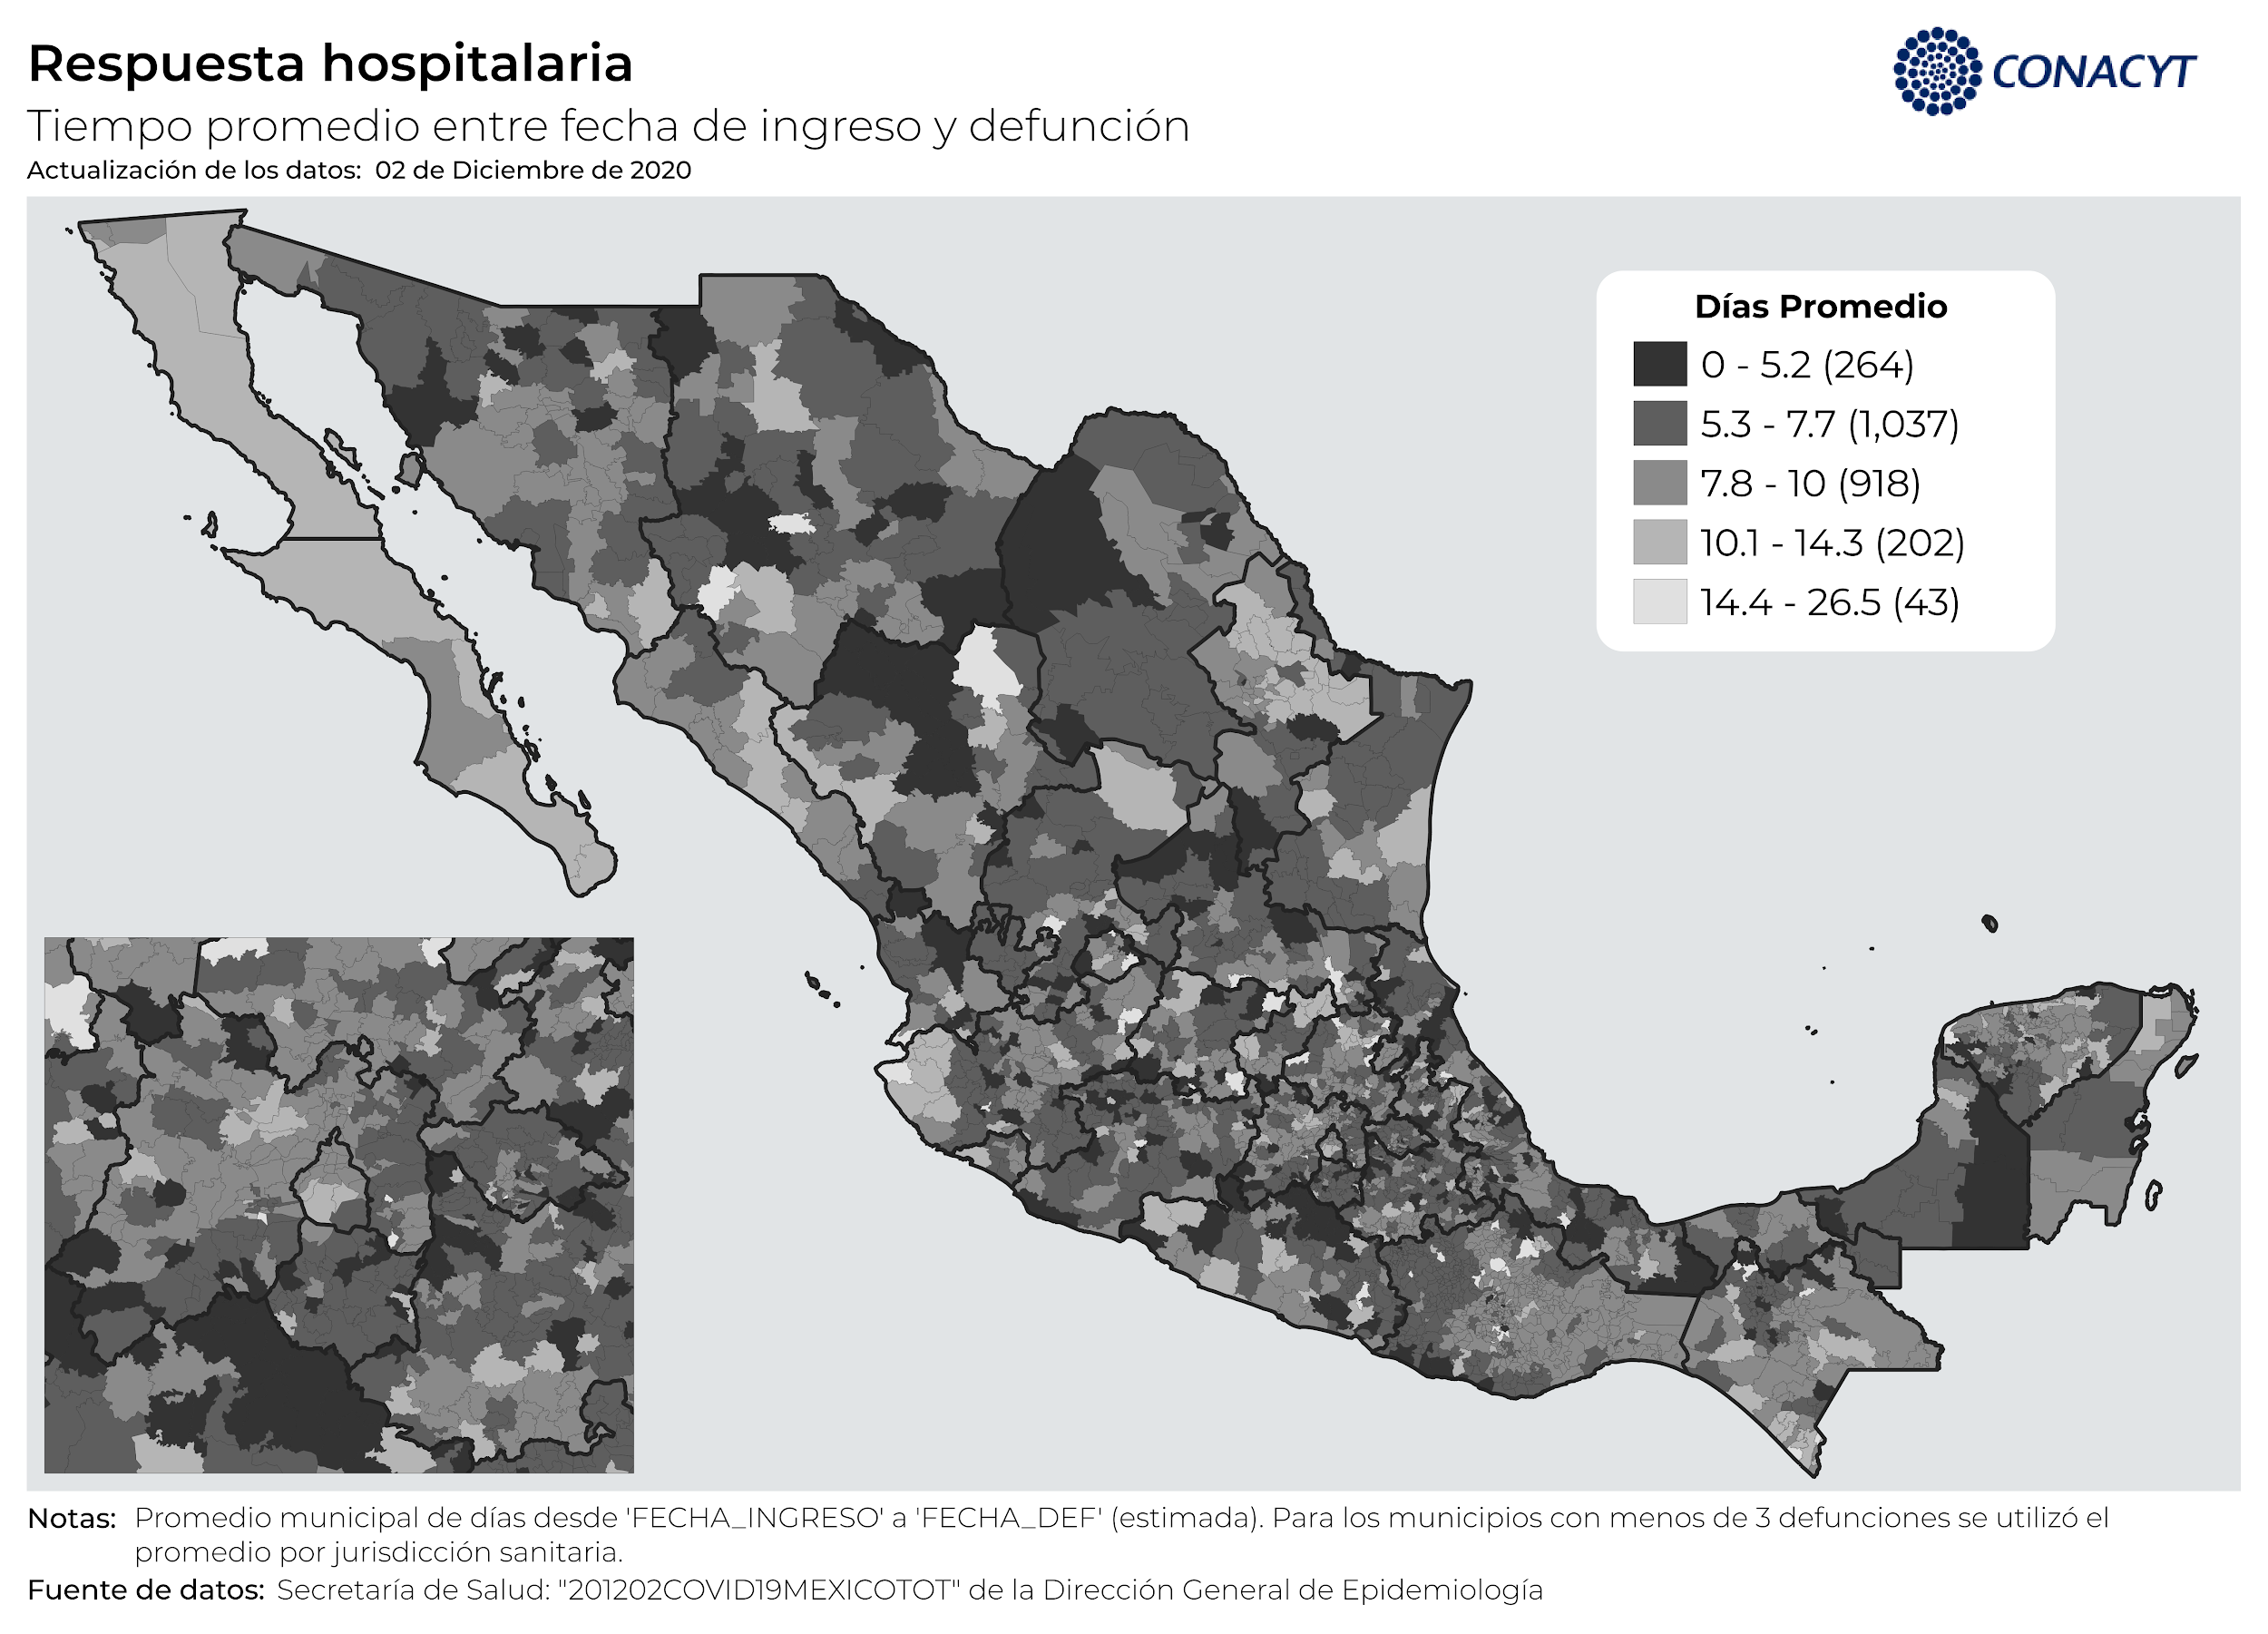 Respuesta hospitalaria
CONACYT
Tiempo promedio entre fecha de ingreso y defunción
Actualización de los datos: 02 de Diciembre de 2020
Días Promedio
0 - 5.2 (264)
5.3 - 7.7 (1,037)
7.8 - 10 (918)
10.1 - 14.3 (202)
14.4 - 26.5 (43)
Notas: Promedio municipal de días desde 'FECHA_INGRESO' a 'FECHA_DEF' (estimada). Para los municipios con menos de 3 defunciones se utilizó el
promedio por jurisdicción sanitaria.
Fuente de datos: Secretaría de Salud: "201202COVID19MEXICOTOT" de la Dirección General de Epidemiología